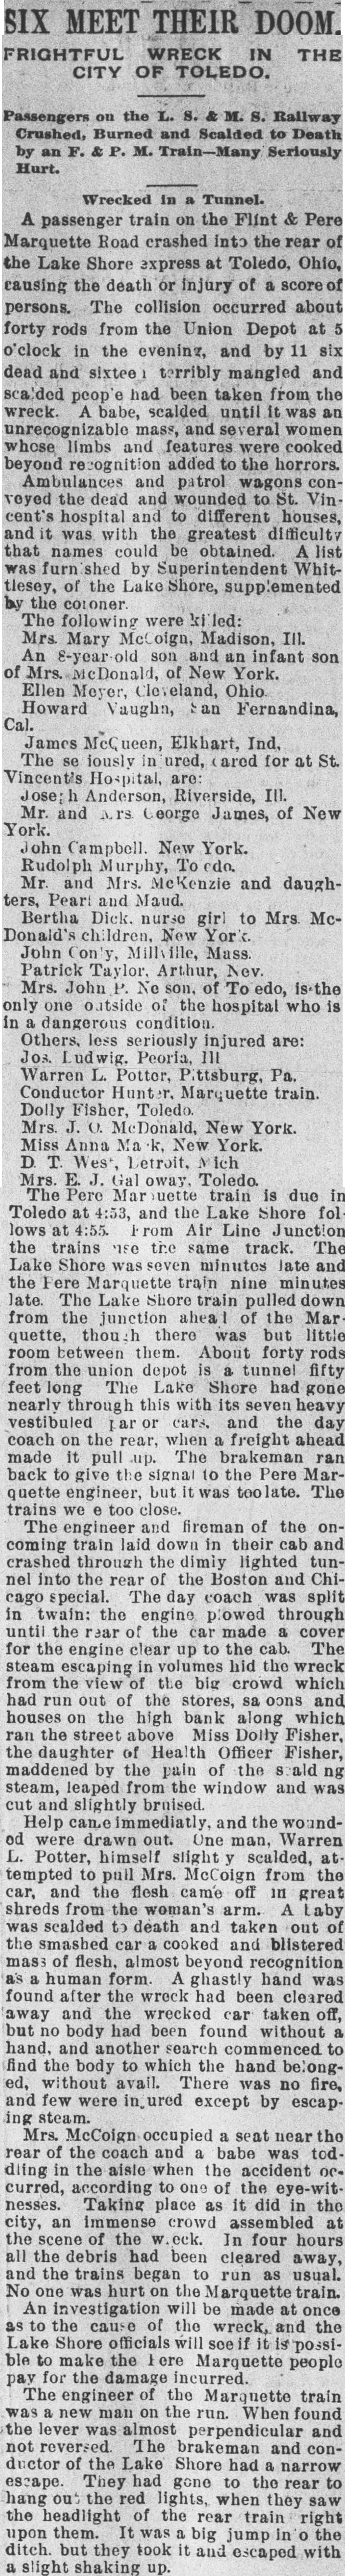 SIX MEET THEIR DOOM.
FRIGHTFUL WRECK IN THE
CITY OF TOLEDO.
Passengers on the L. S. & M. S. Railway
Crushed, Burned and Scalded to Death
by an F. & P. M. Train—Many Seriously
Hurt.
Wrecked in a Tunnel.
A passenger train on the Flint & Pere
Marquette Road crashed into the rear of
the Lake Shore express at Toledo, Ohio,
causing the death or injury of a score of
persons. The collision occurred about
forty rods from the Union Depot at 5
o'clock in the evening, and by 11 six
dead and sixteen terribly mangled and
scalded people had been taken from the
wreck. A babe, scalded until it was an
unrecognizable mass, and several women
whose limbs and features were cooked
beyond recognition added to the horrors.
Ambulances and patrol wagons con-
veyed the dead and wounded to St. Vin-
cent's hospital and to different houses,
and it was with the greatest difficulty
that names could be obtained. A list
was furnished by Superintendent Whit-
tlesey, of the Lake Shore, supplemented
by the coroner.
The following were killed:
Mrs. Mary McCoign, Madison, Ill.
An 8-year-old son and an infant son
of Mrs. McDonald, of New York.
Ellen Meyer, Cleveland, Ohio.
Howard Vaughn, San Fernandina,
Cal.
James McQueen, Elkhart, Ind,
The seriously injured, cared for at St.
Vincent's Hospital, are:
Joseph Anderson, Riverside, Ill.
Mr. and Mrs. George James, of New
York.
John Campbell. New York.
Rudolph Murphy, Toledo.
Mr. and Mrs. McKenzie and daugh-
ters, Pearl and Maud.
Bertha Dick, nurse girl to Mrs. Mc-
Donald's children, New York.
John Conly, Millville, Mass.
Patrick Taylor, Arthur, Nev.
Mrs. John P. Nelson, of Toledo, is the
only one outside of the hospital who is
in a dangerous condition.
Others, less seriously injured are:
Jos. Ludwig, Peoria, Ill
Warren L. Potter, Pittsburg, Pa.
Conductor Hunter, Marquette train.
Dolly Fisher, Toledo.
Mrs. J. O. McDonald, New York.
Miss Anna Mark, New York.
D. T. West, Detroit, Mich
Mrs. E. J. Galloway, Toledo.
The Pere Marquette train is due in
Toledo at 4:53, and the Lake Shore fol-
lows at 4:55. From Air Line Junction
the trains use the same track. The
Lake Shore was seven minutes late and
the Pere Marquette train nine minutes
late. The Lake Shore train pulled down
from the junction ahead of the Mar-
quette, though there was but little
room between them. About forty rods
from the union depot is a tunnel fifty
feet long The Lake Shore had gone
nearly through this with its seven heavy
vestibuled parlor cars, and the day
coach on the rear, when a freight ahead
made it pull up. The brakeman ran
back to give the signal to the Pere Mar-
quette engineer, but it was too late. The
trains were too close.
The engineer and fireman of the on-
coming train laid down in their cab and
crashed through the dimly lighted tun-
nel into the rear of the Boston and Chi-
cago special. The day coach was split
in twain; the engine plowed through
until the rear of the car made a cover
for the engine clear up to the cab. The
steam escaping in volumes hid the wreck
from the view of the big crowd which
had run out of the stores, saloons and
houses on the high bank along which
ran the street above Miss Dolly Fisher,
the daughter of Health Officer Fisher,
maddened by the pain of the scalding
steam, leaped from the window and was
cut and slightly bruised.
Help came immediatly, and the wound-
ed were drawn out. One man, Warren
L. Potter, himself slightly scalded, at-
tempted to pull Mrs. McCoign from the
car, and the flesh came off in great
shreds from the woman's arm. A baby
was scalded to death and taken out of
the smashed car a cooked and blistered
mass of flesh, almost beyond recognition
as a human form. A ghastly hand was
found after the wreck had been cleared
away and the wrecked car taken off,
but no body had been found without a
hand, and another search commenced to
find the body to which the hand belong-
ed, without avail. There was no fire,
and few were injured except by escap-
ing steam.
Mrs. McCoign occupied a seat near the
rear of the coach and a babe was tod-
dling in the aisle when the accident oc-
curred, according to one of the eye-wit-
nesses. Taking place as it did in the
city, an immense crowd assembled at
the scene of the wreck. In four hours
all the debris had been cleared away,
and the trains began to run as usual.
No one was hurt on the Marquette train.
An investigation will be made at once
as to the cause of the wreck, and the
Lake Shore officials will see if it is possi-
ble to make the Pere Marquette people
pay for the damage incurred.
The engineer of the Marquette train
was a new man on the run. When found
the lever was almost perpendicular and
not reversed. The brakeman and con-
ductor of the Lake Shore had a narrow
escape. They had gone to the rear to
hang out the red lights, when they saw
the headlight of the rear train right
upon them. It was a big jump into the
ditch, but they took it and escaped with
a slight shaking up.